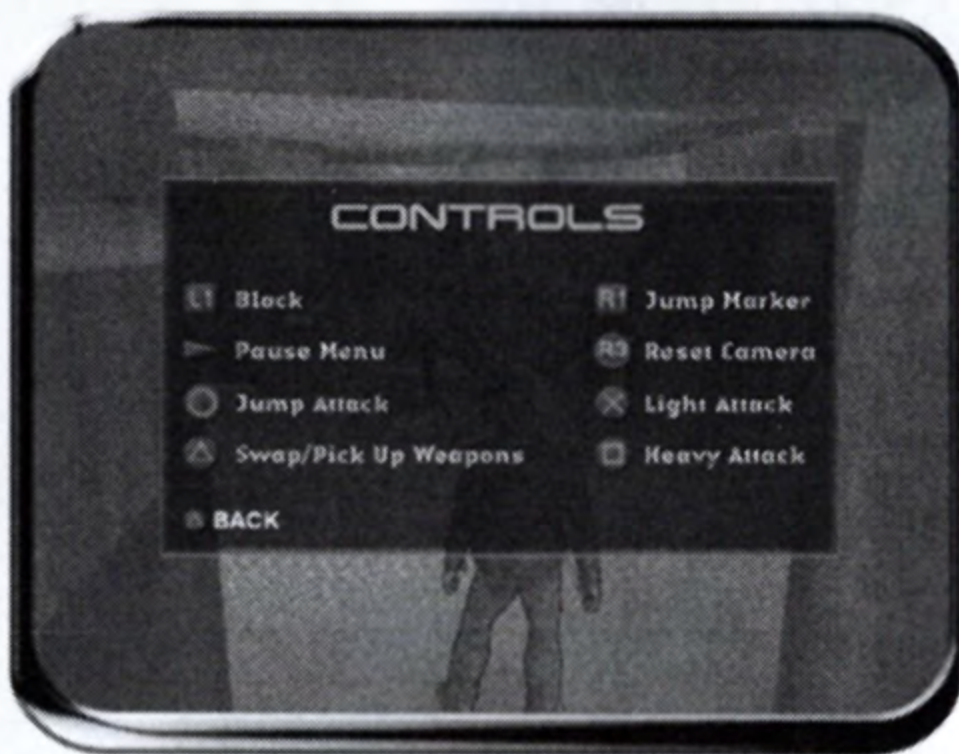 CONTROLS
L1 Block
R1 Jump Marker
Pause Menu
R3 Reset Camera
Jump Attack
Light Attack
Swap/Pick Up Weapons
Heavy Attack
BACK